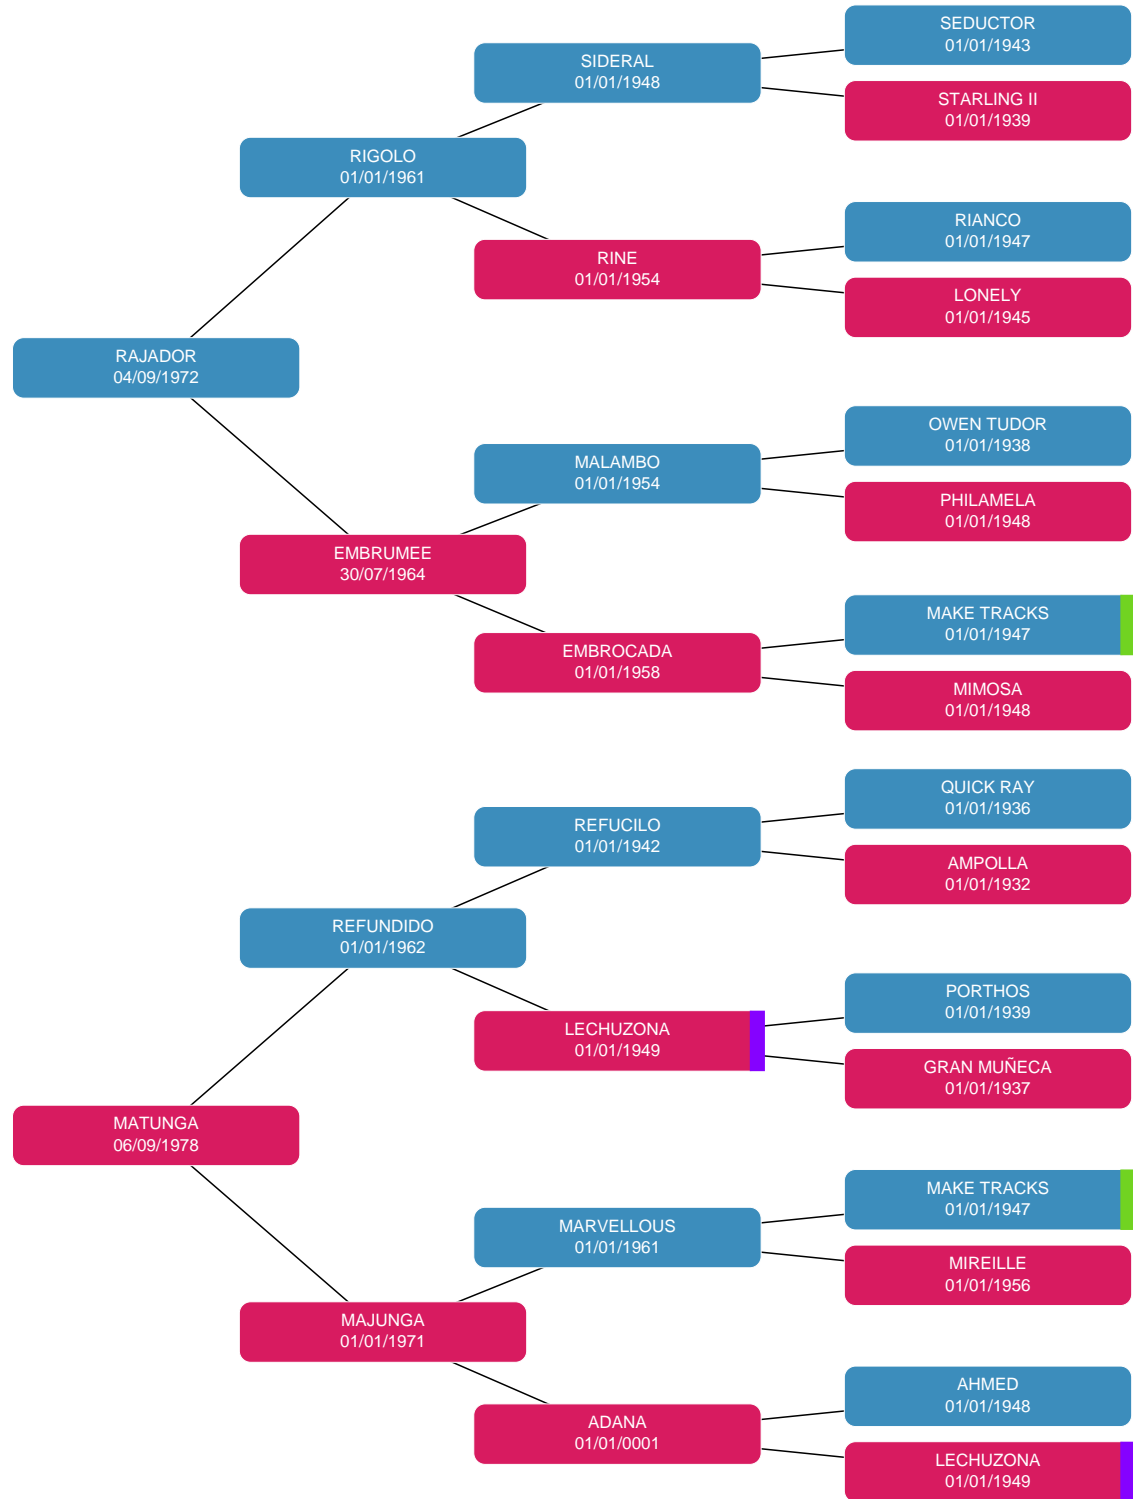 SEDUCTOR
01/01/1943
SIDERAL
01/01/1948
STARLING II
01/01/1939
RIGOLO
01/01/1961
RIANCO
01/01/1947
RINE
01/01/1954
LONELY
01/01/1945
RAJADOR
04/09/1972
OWEN TUDOR
01/01/1938
MALAMBO
01/01/1954
PHILAMELA
01/01/1948
EMBRUMEE
30/07/1964
MAKE TRACKS
01/01/1947
EMBROCADA
01/01/1958
MIMOSA
01/01/1948
QUICK RAY
01/01/1936
REFUCILO
01/01/1942
AMPOLLA
01/01/1932
REFUNDIDO
01/01/1962
PORTHOS
01/01/1939
LECHUZONA
01/01/1949
GRAN MUÑECA
01/01/1937
MATUNGA
06/09/1978
MAKE TRACKS
01/01/1947
MARVELLOUS
01/01/1961
MIREILLE
01/01/1956
MAJUNGA
01/01/1971
AHMED
01/01/1948
ADANA
01/01/0001
LECHUZONA
01/01/1949